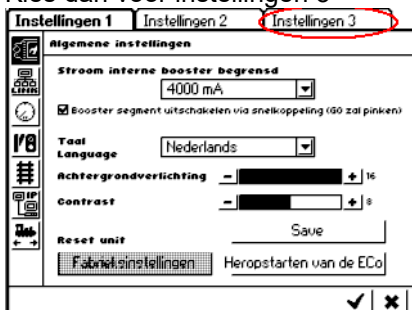 Kies dan voor Instellingen 3
Instellingen 1 Instellingen 2 Instellingen 3
Algemene instellingen
Stroom interne booster begrensd
4000 mA
Booster segment uitschakelen via snelkoppeling (GO zal pinken)
LINK
Taal
Language
Nederlands
Achtergrondverlichting - + 16
IP
Contrast - + 8
Save
Reset unit
Fabrieksinstellingen Heropstarten van de ECo